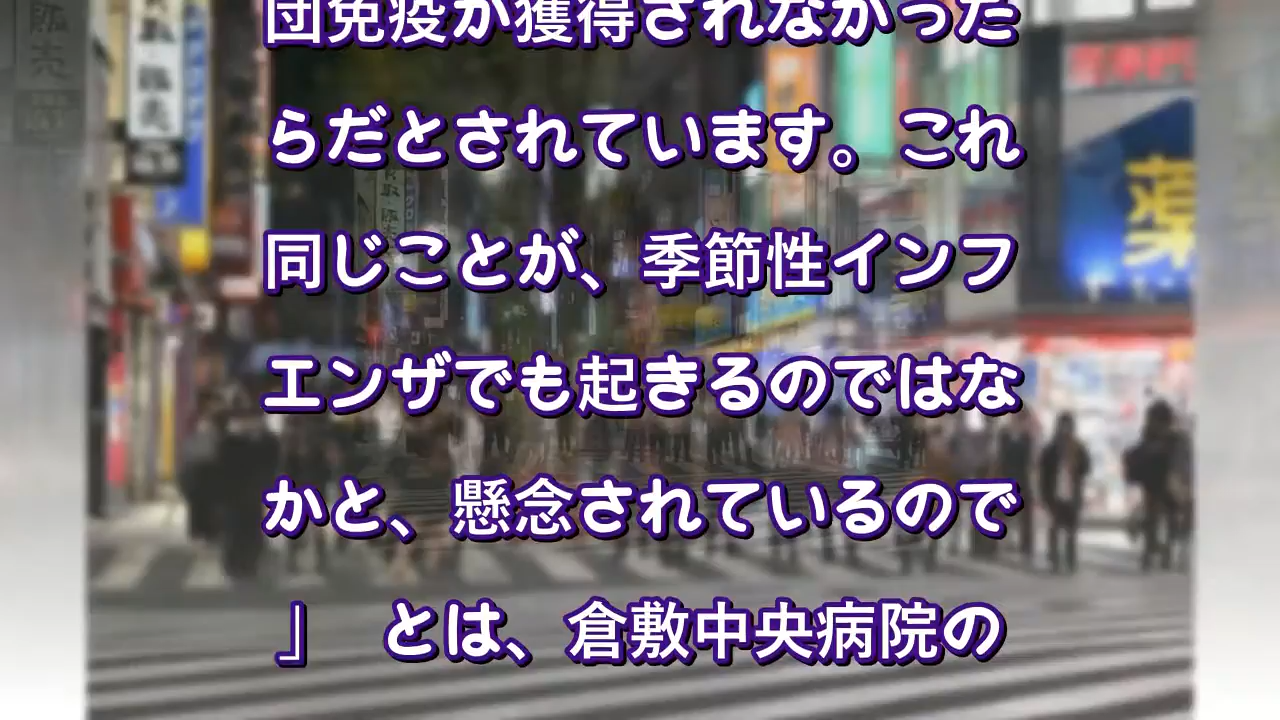 団免疫が獲得されなかった
らだとされています。これ
同じことが、季節性インフ
エンザでも起きるのではな
かと、懸念されているので
」 とは、倉敷中央病院の
薬